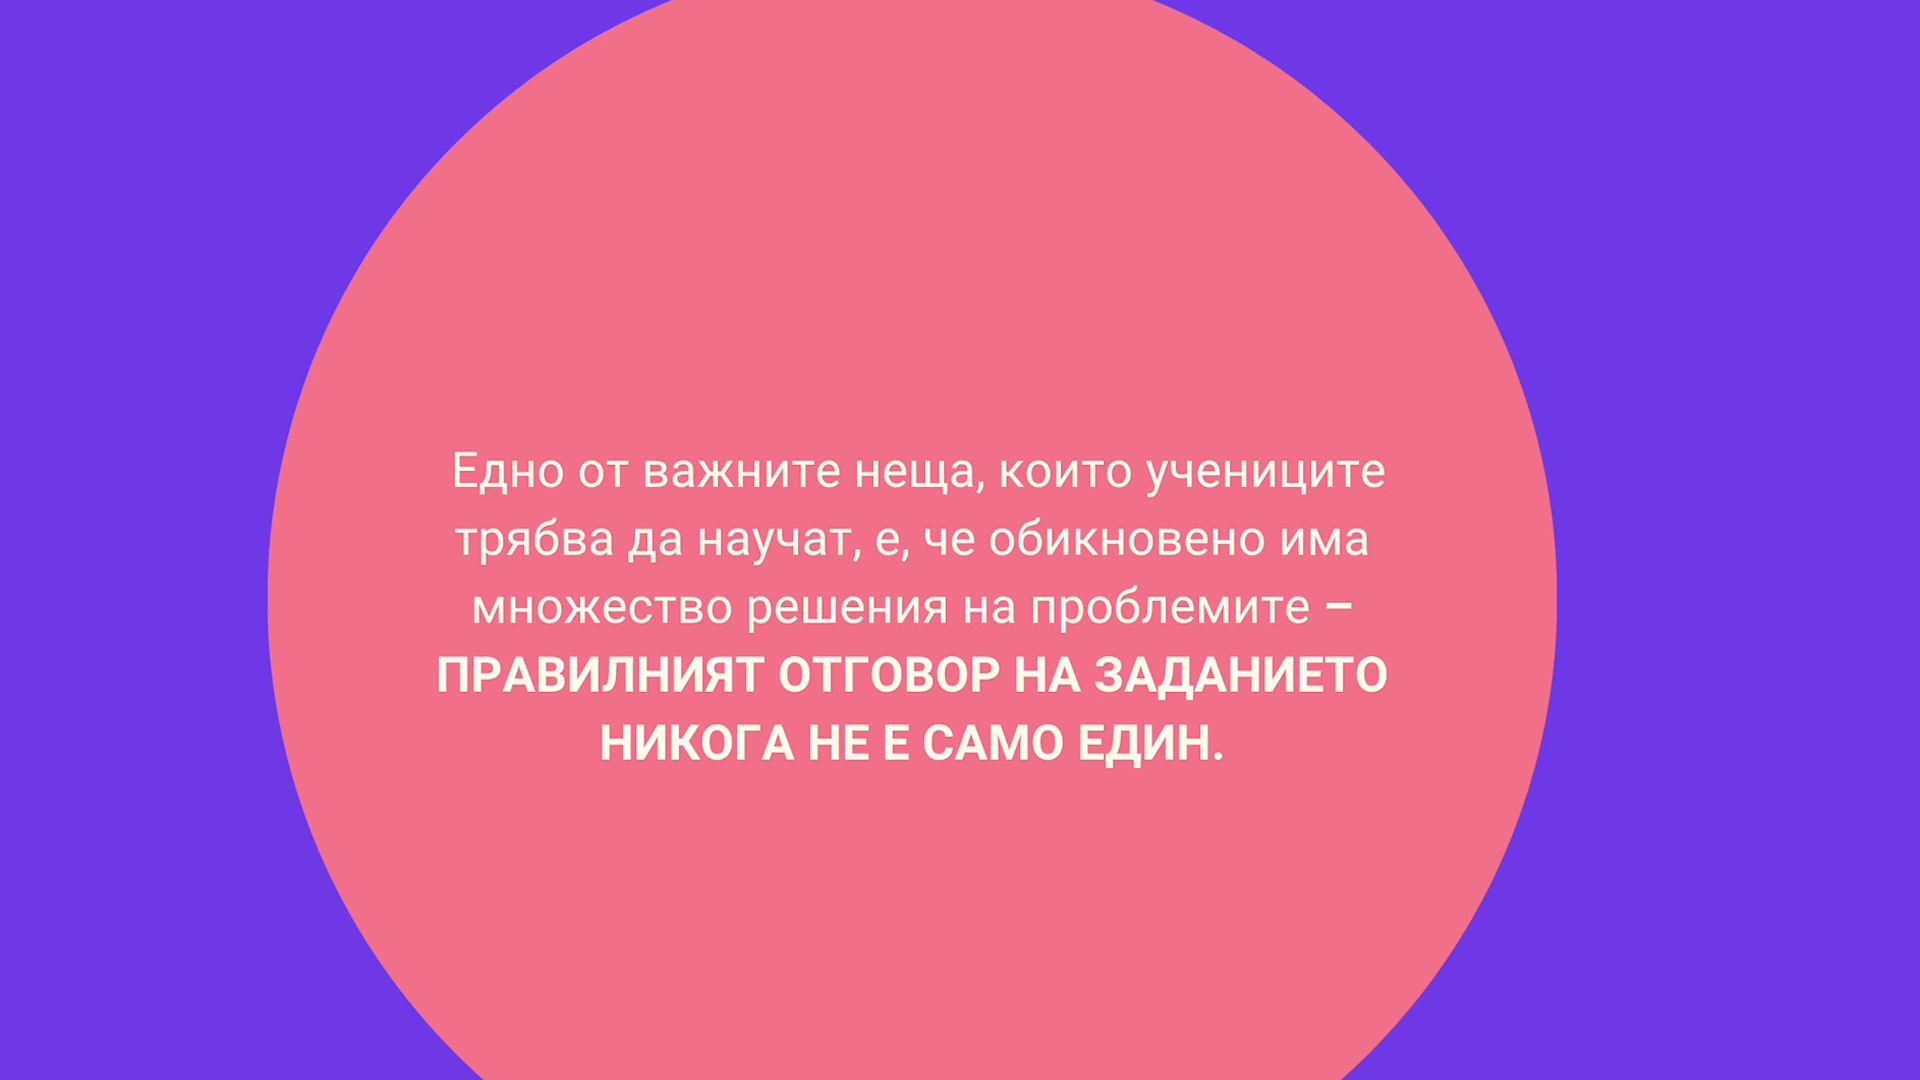 Едно от важните неща, които учениците
трябва да научат, е, че обикновено има
множество решения на проблемите –
ПРАВИЛНИЯТ ОТГОВОР НА ЗАДАНИЕТО
НИКОГА НЕ Е САМО ЕДИН.